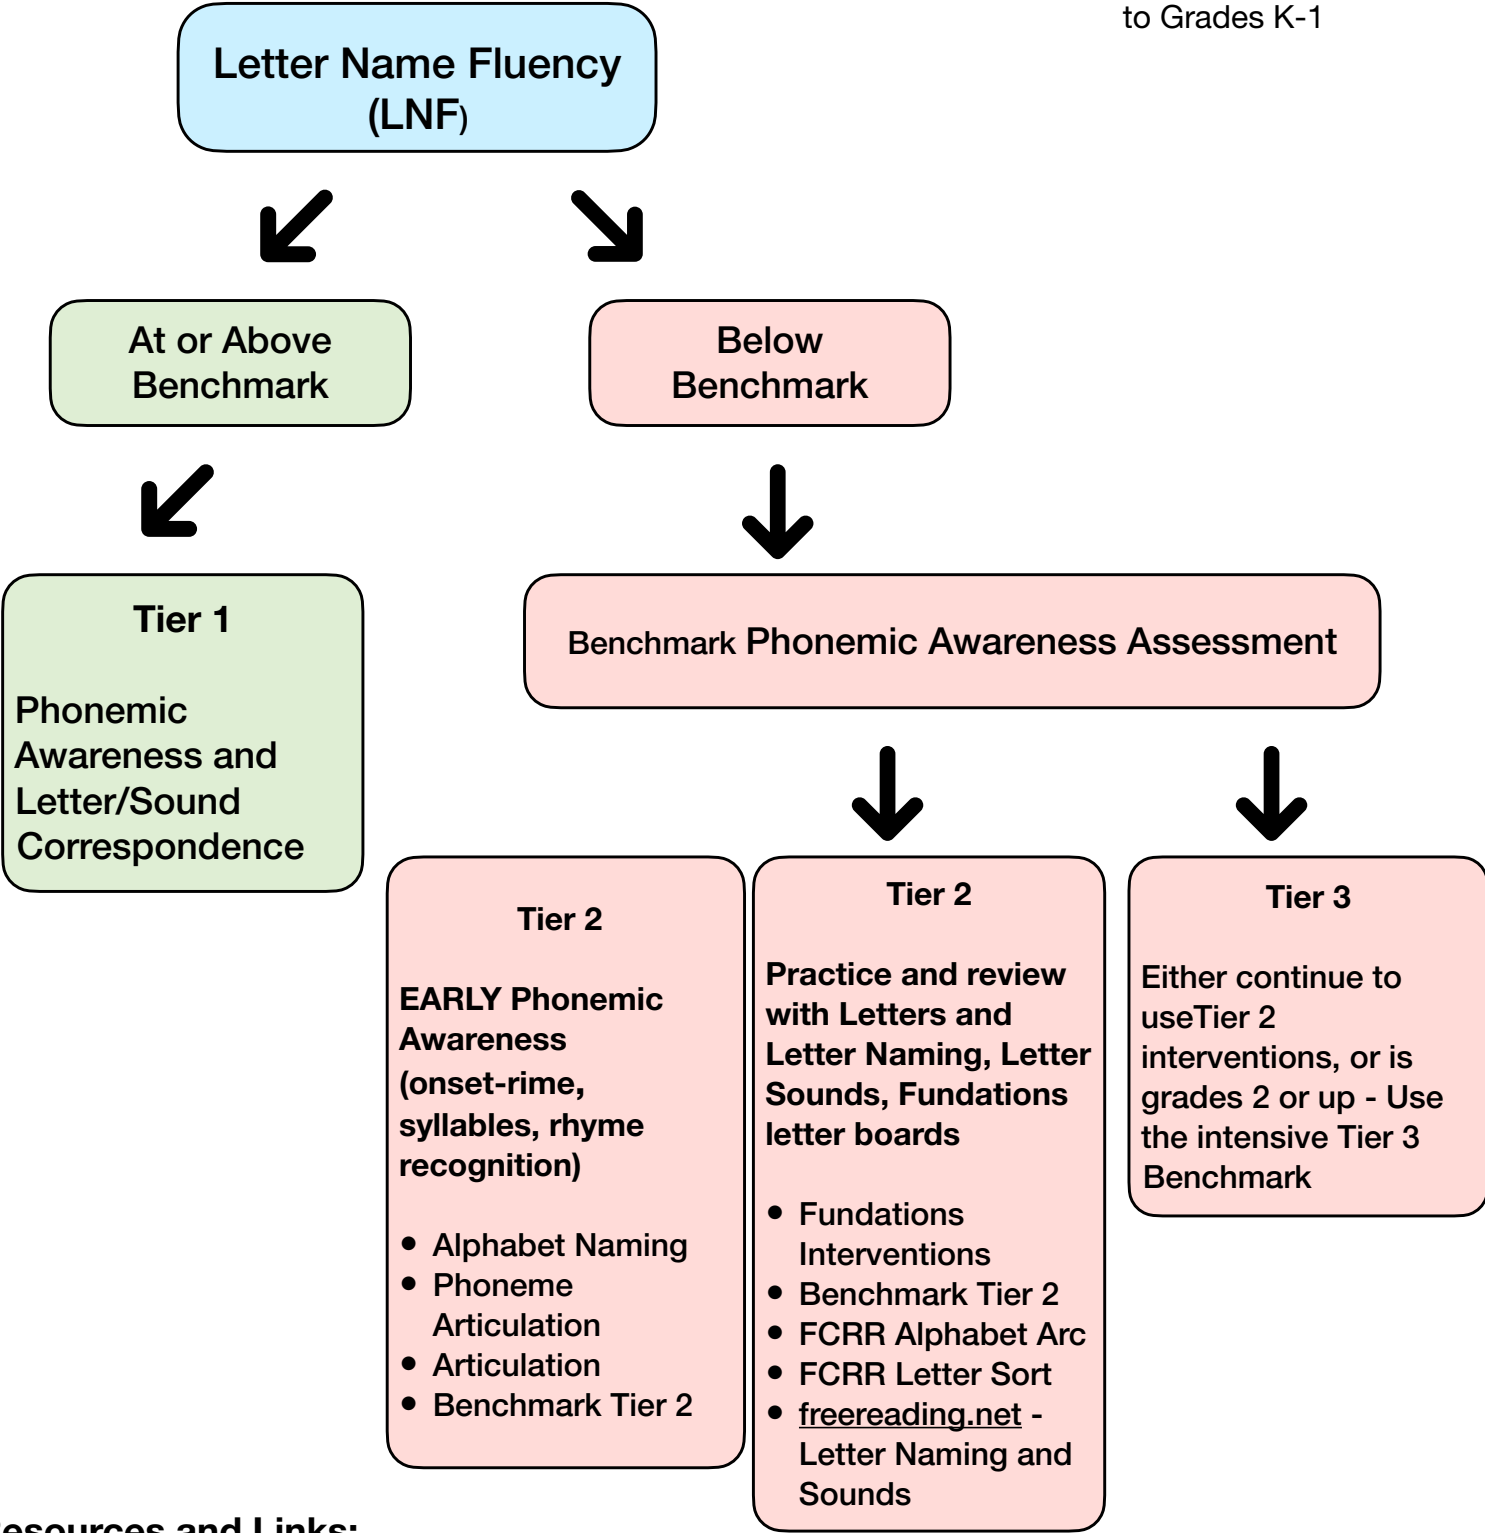 to Grades K-1
Letter Name Fluency
(LNF)
At or Above
Benchmark
Below
Benchmark
Tier 1
Phonemic
Awareness and
Letter/Sound
Correspondence
Benchmark Phonemic Awareness Assessment
Tier 2
EARLY Phonemic
Awareness
(onset-rime,
syllables, rhyme
recognition)
• Alphabet Naming
• Phoneme
Articulation
• Articulation
• Benchmark Tier 2
Tier 2
Practice and review
with Letters and
Letter Naming, Letter
Sounds, Fundations
letter boards
• Fundations
Interventions
• Benchmark Tier 2
• FCRR Alphabet Arc
• FCRR Letter Sort
• freereading.net -
Letter Naming and
Sounds
Tier 3
Either continue to
useTier 2
interventions, or is
grades 2 or up - Use
the intensive Tier 3
Benchmark
esources and Links: